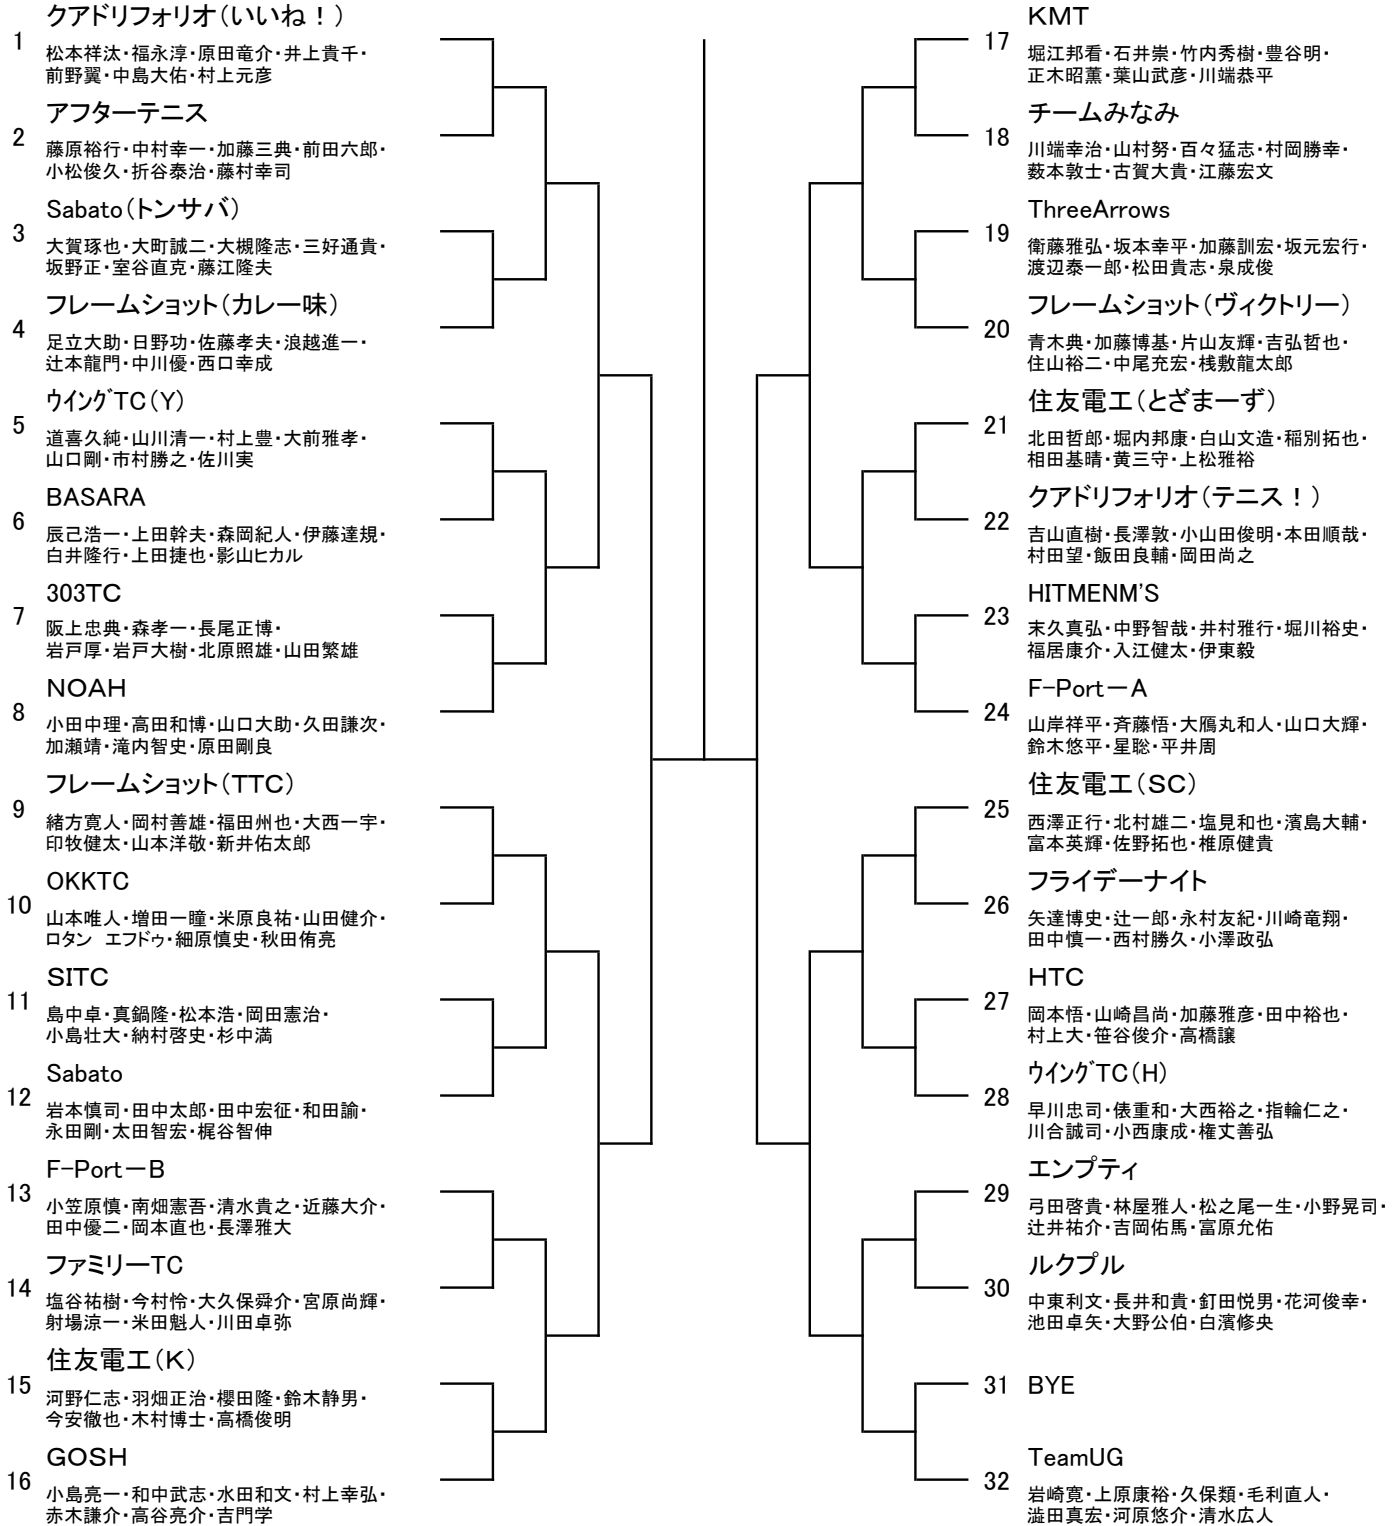 クアドリフォリオ（いいね！）
1
松本祥汰・福永淳・原田竜介・井上貴千・
前野翼・中島大佑・村上元彦
アフターテニス
2
藤原裕行・中村幸一・加藤三典・前田六郎・
小松俊久・折谷泰治・藤村幸司
Sabato（トンサバ）
3
大賀琢也・大町誠二・大槻隆志・三好通貴・
坂野正・室谷直克・藤江隆夫
フレームショット（カレー味）
4
足立大助・日野功・佐藤孝夫・浪越進一・
辻本龍門・中川優・西口幸成
ｳイングTC（Y）
5
道喜久純・山川清一・村上豊・大前雅孝・
山口剛・市村勝之・佐川実
BASARA
6
辰己浩一・上田幹夫・森岡紀人・伊藤達規・
白井隆行・上田捷也・影山ヒカル
303TC
7
阪上忠典・森孝一・長尾正博・
岩戸厚・岩戸大樹・北原照雄・山田繁雄
NOAH
8
小田中理・高田和博・山口大助・久田謙次・
加瀬靖・滝内智史・原田剛良
フレームショット（TTC）
9
緒方寛人・岡村善雄・福田州也・大西一宇・
印牧健太・山本洋敬・新井佑太郎
OKKTC
10
山本唯人・増田一瞳・米原良祐・山田健介・
ロタン　エフドゥ・細原慎史・秋田侑亮
SITC
11
島中卓・真鍋隆・松本浩・岡田憲治・
小島壮大・納村啓史・杉中満
Sabato
12
岩本慎司・田中太郎・田中宏征・和田諭・
永田剛・太田智宏・梶谷智伸
F-Port－B
13
小笠原慎・南畑憲吾・清水貴之・近藤大介・
田中優二・岡本直也・長澤雅大
ファミリーTC
14
塩谷祐樹・今村怜・大久保舜介・宮原尚輝・
射場涼一・米田魁人・川田卓弥
住友電工（K）
15
河野仁志・羽畑正治・櫻田隆・鈴木静男・
今安徹也・木村博士・高橋俊明
GOSH
16
小島亮一・和中武志・水田和文・村上幸弘・
赤木謙介・高谷亮介・吉門学
KMT
17
堀江邦看・石井崇・竹内秀樹・豊谷明・
正木昭薫・葉山武彦・川端恭平
チームみなみ
18
川端幸治・山村努・百々猛志・村岡勝幸・
薮本敦士・古賀大貴・江藤宏文
ThreeArrows
19
衛藤雅弘・坂本幸平・加藤訓宏・坂元宏行・
渡辺泰一郎・松田貴志・泉成俊
フレームショット（ヴィクトリー）
20
青木典・加藤博基・片山友輝・吉弘哲也・
住山裕二・中尾充宏・桟敷龍太郎
住友電工（とざまーず）
21
北田哲郎・堀内邦康・白山文造・稲別拓也・
相田基晴・黄三守・上松雅裕
クアドリフォリオ（テニス！）
22
吉山直樹・長澤敦・小山田俊明・本田順哉・
村田望・飯田良輔・岡田尚之
HITMENM'S
23
末久真弘・中野智哉・井村雅行・堀川裕史・
福居康介・入江健太・伊東毅
F-Port－A
24
山岸祥平・斉藤悟・大鴈丸和人・山口大輝・
鈴木悠平・星聡・平井周
住友電工（SC）
25
西澤正行・北村雄二・塩見和也・濱島大輔・
富本英輝・佐野拓也・椎原健貴
フライデーナイト
26
矢達博史・辻一郎・永村友紀・川崎竜翔・
田中慎一・西村勝久・小澤政弘
HTC
27
岡本悟・山崎昌尚・加藤雅彦・田中裕也・
村上大・笹谷俊介・高橋譲
ｳイングTC（H）
28
早川忠司・俵重和・大西裕之・指輪仁之・
川合誠司・小西康成・権丈善弘
エンプティ
29
弓田啓貴・林屋雅人・松之尾一生・小野晃司・
辻井祐介・吉岡佑馬・富原允佑
ルクプル
30
中東利文・長井和貴・釘田悦男・花河俊幸・
池田卓矢・大野公伯・白濱修央
31 BYE
TeamUG
32
岩崎寛・上原康裕・久保類・毛利直人・
澁田真宏・河原悠介・清水広人